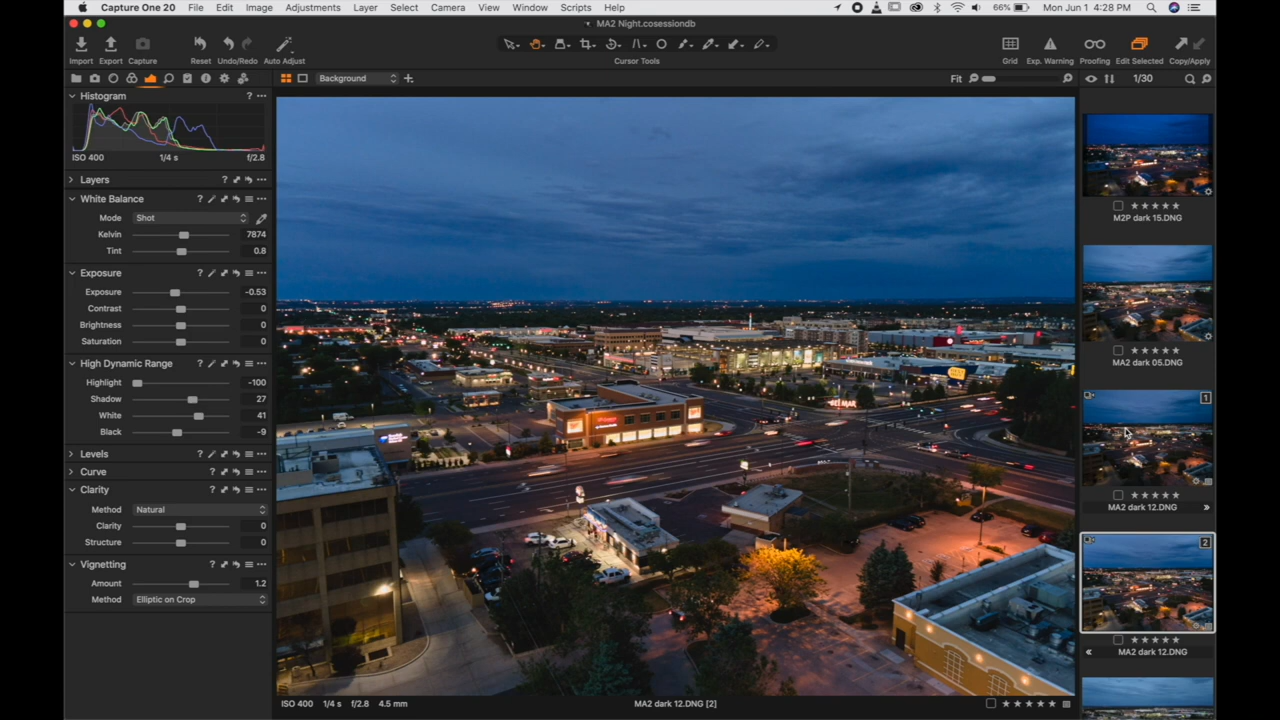 Capture One 20 File Edit Image Adjustments Layer Select Camera View Window Scripts Help 66% Mon Jun 1 4:28 PM
MA2 Night.cosessiondb
Import Export Capture Reset Undo/Redo Auto Adjust Cursor Tools Grid Exp. Warning Proofing Edit Selected Copy/Apply
Background Fit 1/30
Histogram
ISO 400 1/4 s f/2.8
Layers
White Balance
Mode Shot
Kelvin 7874
Tint 0.8
Exposure
Exposure -0.53
Contrast 0
Brightness 0
Saturation 0
High Dynamic Range
Highlight -100
Shadow 27
White 41
Black -9
Levels
Curve
Clarity
Method Natural
Clarity 0
Structure 0
Vignetting
Amount 1.2
Method Elliptic on Crop
ISO 400 1/4 s f/2.8 4.5 mm MA2 dark 12.DNG [2]
M2P dark 15.DNG
MA2 dark 05.DNG
1
MA2 dark 12.DNG
2
MA2 dark 12.DNG